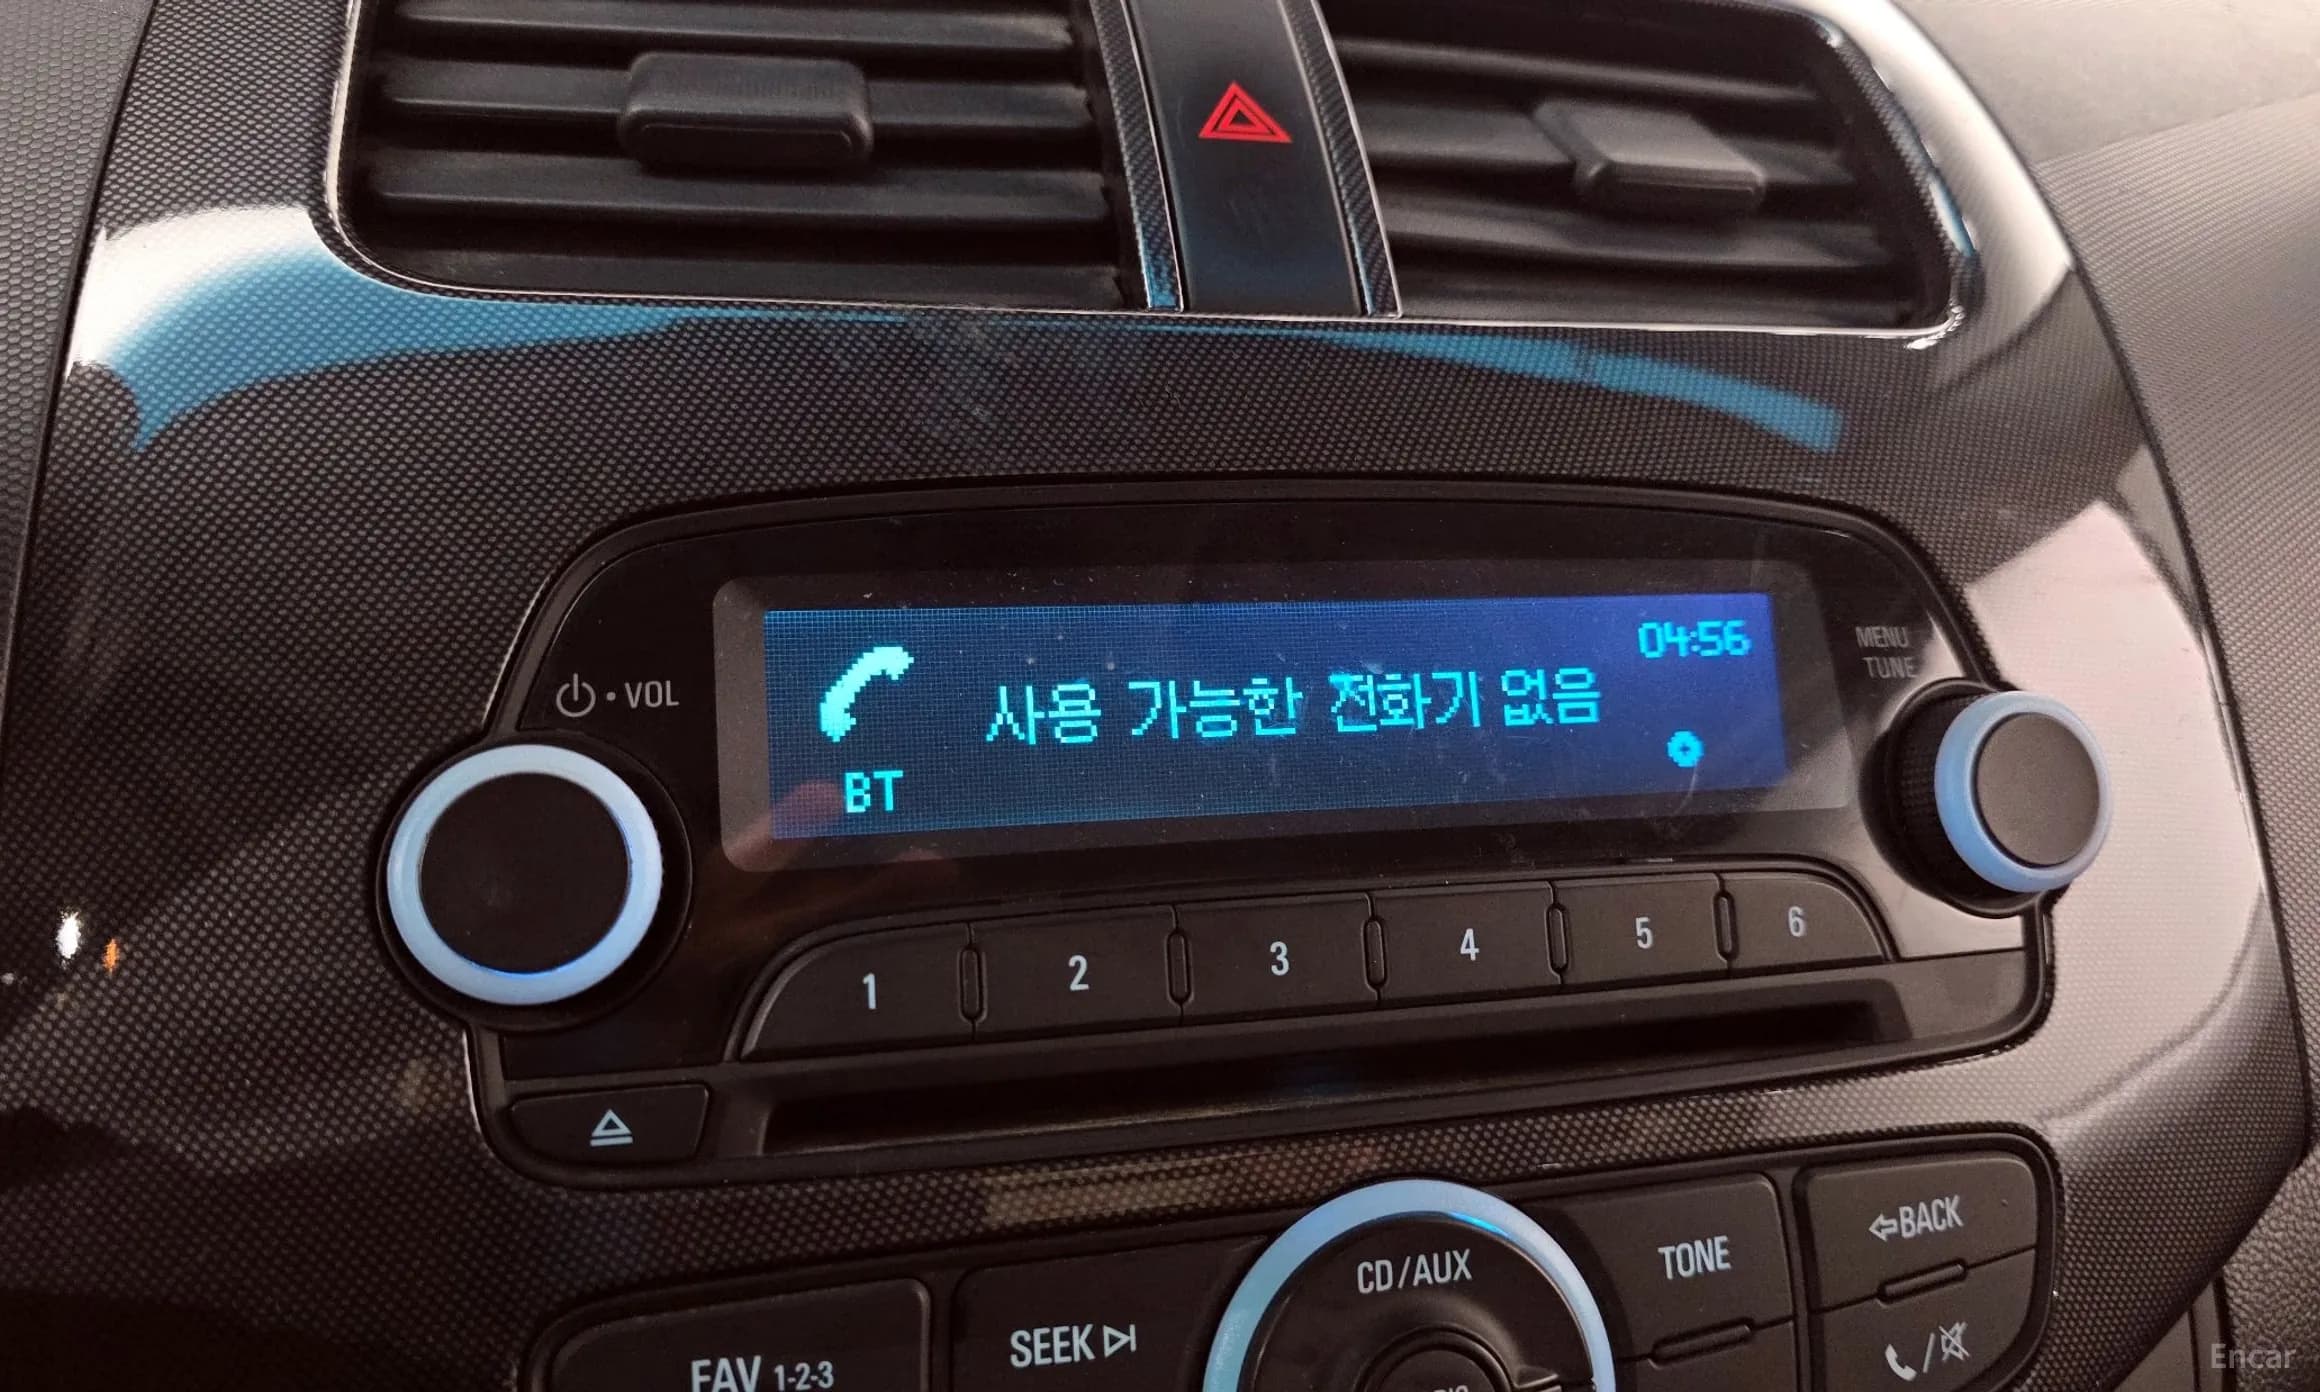 04:56
사용 가능한 전화기 없음
BT
VOL
MENU
TUNE
1 2 3 4 5 6
CD/AUX
TONE
BACK
SEEK
FAV 1-2-3
Encar